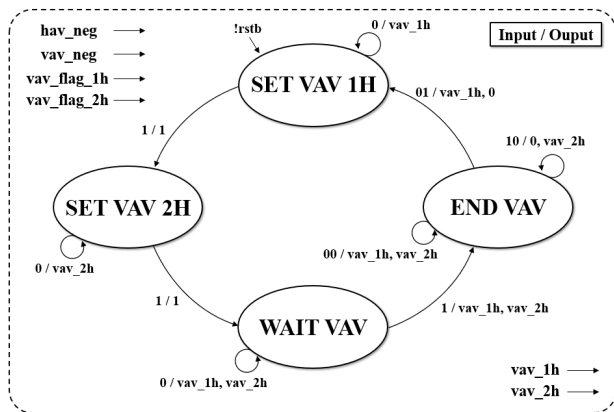 hav_neg
vav_neg
vav_flag_1h
vav_flag_2h
!rstb
0 / vav_1h
Input / Ouput
SET VAV 1H
01 / vav_1h, 0
1 / 1
10 / 0, vav_2h
SET VAV 2H
END VAV
0 / vav_2h
00 / vav_1h, vav_2h
1 / 1
1 / vav_1h, vav_2h
WAIT VAV
0 / vav_1h, vav_2h
vav_1h
vav_2h